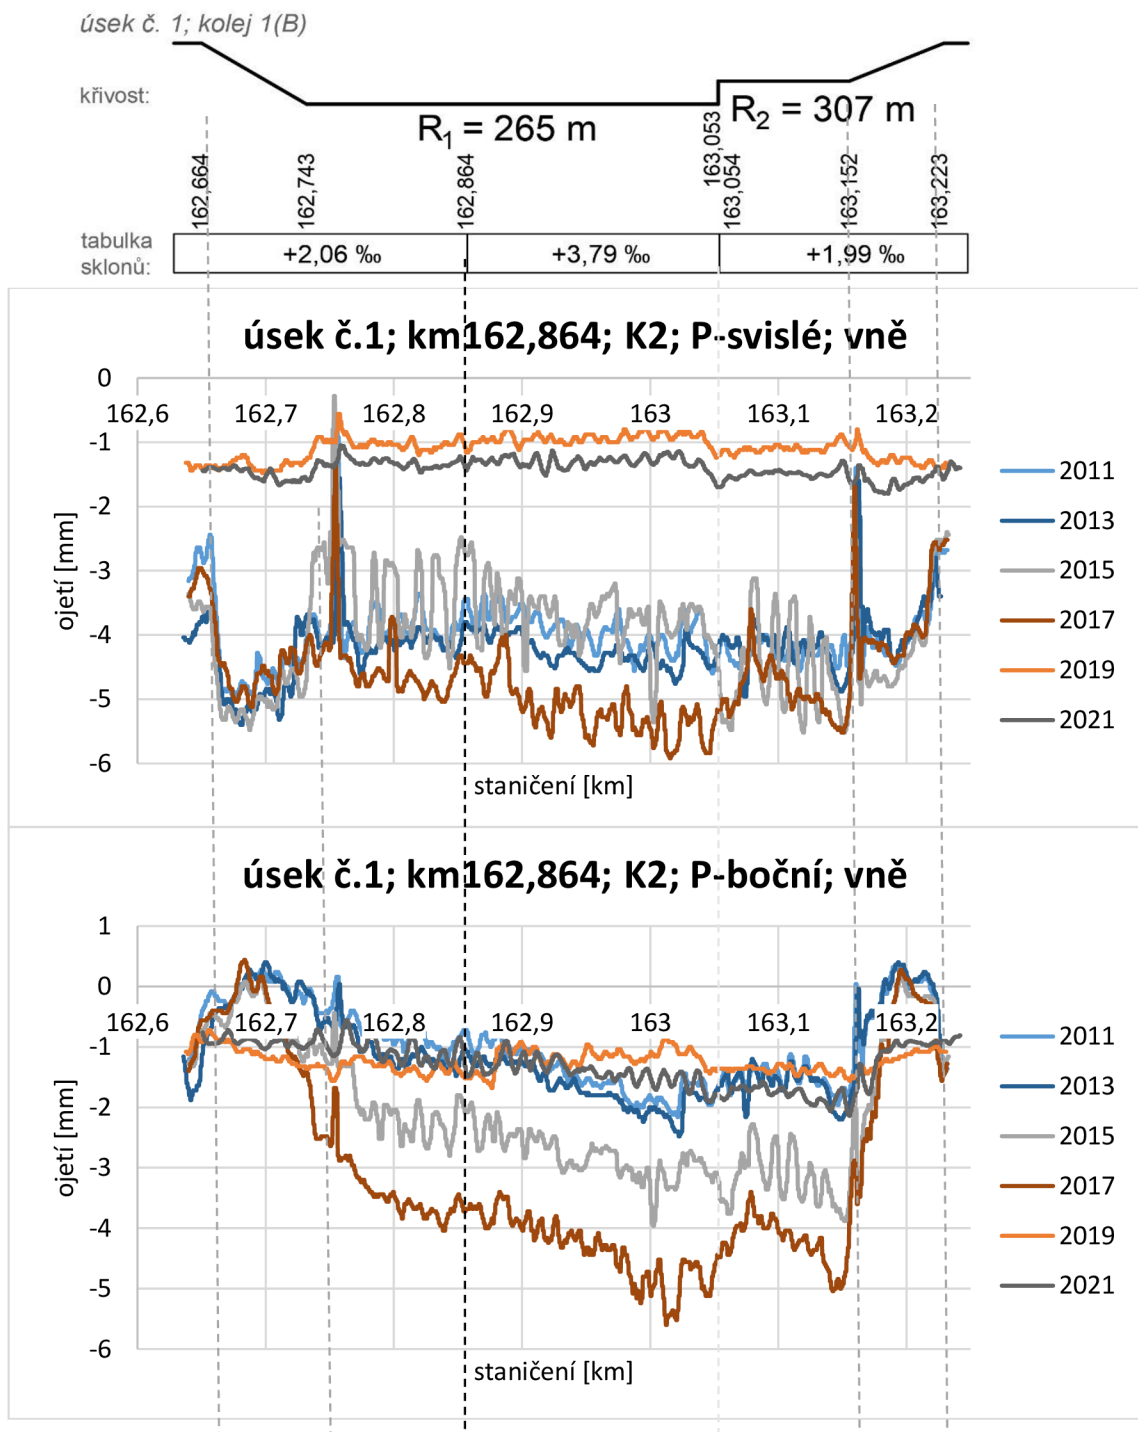 úsek č. 1; kolej 1(B)
křivost:
R1 = 265 m
R2 = 307 m
162,664
162,743
162,864
163,053
163,054
163,152
163,223
tabulka
sklonů:
+2,06 ‰
+3,79 ‰
+1,99 ‰
úsek č.1; km162,864; K2; P-svislé; vně
0
162,6 162,7 162,8 162,9 163 163,1 163,2
-1
-2
-3
-4
-5
-6
ojetí [mm]
staničení [km]
2011
2013
2015
2017
2019
2021
úsek č.1; km162,864; K2; P-boční; vně
1
0
162,6 162,7 162,8 162,9 163 163,1 163,2
-1
-2
-3
-4
-5
-6
ojetí [mm]
staničení [km]
2011
2013
2015
2017
2019
2021